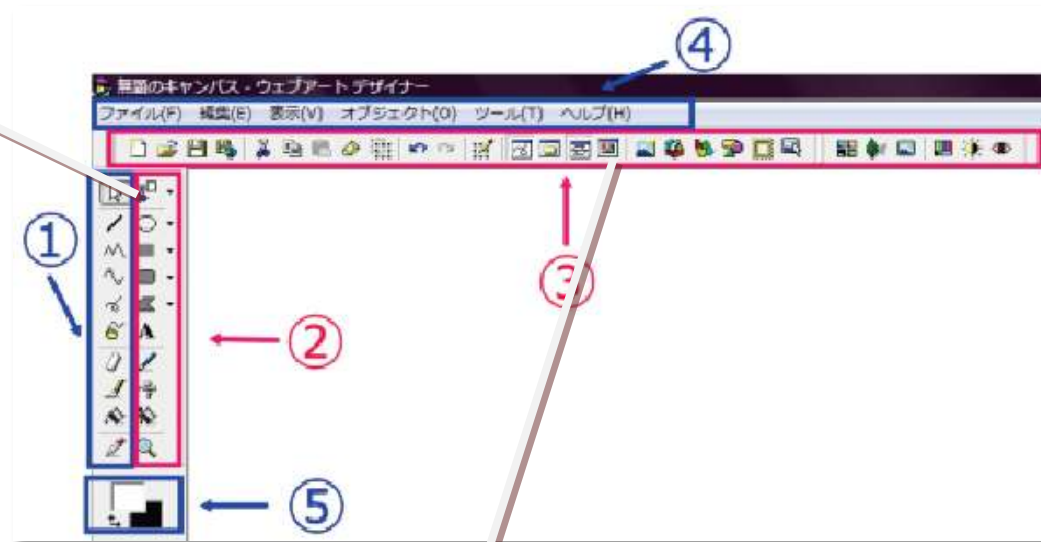 ④
無題のキャンバス - ウェブアート デザイナー
ファイル(F) 編集(E) 表示(V) オブジェクト(O) ツール(T) ヘルプ(H)
①
③
②
⑤